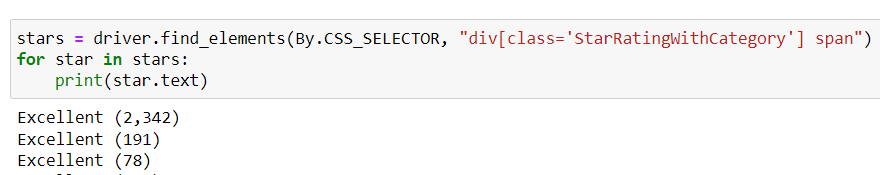 stars = driver.find_elements(By.CSS_SELECTOR, "div[class='StarRatingWithCategory'] span")
for star in stars:
    print(star.text)
Excellent (2,342)
Excellent (191)
Excellent (78)